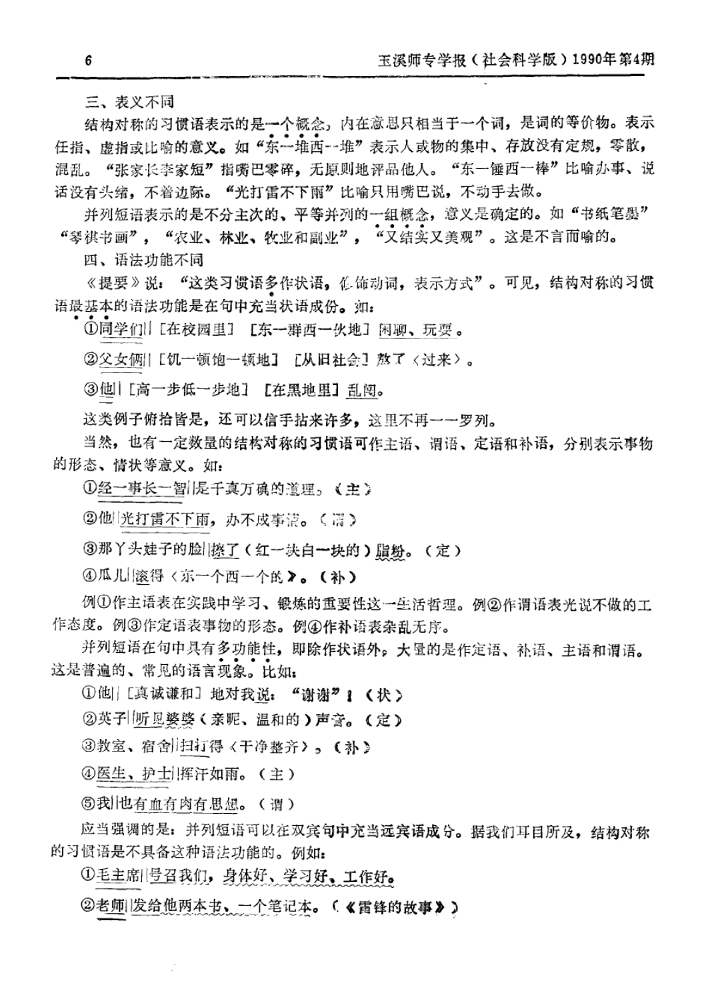 6 玉溪师专学报（社会科学版）1990年第4期
三、表义不同
结构对称的习惯语表示的是一个概念，内在意思只相当于一个词，是词的等价物。表示
任指、虚指或比喻的意义。如“东一堆西一堆”表示人或物的集中、存放没有定规，零散，
混乱。“张家长李家短”指嘴巴零碎，无原则地评品他人。“东一锤西一棒”比喻办事、说
话没有头绪，不着边际。“光打雷不下雨”比喻只用嘴巴说，不动手去做。
并列短语表示的是不分主次的、平等并列的一组概念，意义是确定的。如“书纸笔墨”
“琴祺书画”，“农业、林业、牧业和副业”，“又结实又美观”。这是不言而喻的。
四、语法功能不同
《提要》说：“这类习惯语多作状语，修饰动词，表示方式”。可见，结构对称的习惯
语最基本的语法功能是在句中充当状语成份。如：
①同学们‖［在校园里］［东一群西一伙地］闲聊、玩耍。
②父女俩‖［饥一顿饱一顿地］［从旧社会］熬了〈过来〉。
③他‖［高一步低一步地］［在黑地里］乱闯。
这类例子俯拾皆是，还可以信手拈来许多，这里不再一一罗列。
当然，也有一定数量的结构对称的习惯语可作主语、谓语、定语和补语，分别表示事物
的形态、情状等意义。如：
①经一事长一智‖是千真万确的道理。（主）
②他‖光打雷不下雨，办不成事情。（谓）
③那丫头娃子的脸‖擦了（红一块白一块的）脂粉。（定）
④瓜儿‖滚得〈东一个西一个的》。（补）
例①作主语表在实践中学习、锻炼的重要性这一生活哲理。例②作谓语表光说不做的工
作态度。例③作定语表事物的形态。例④作补语表杂乱无序。
并列短语在句中具有多功能性，即除作状语外，大量的是作定语、补语、主语和谓语。
这是普遍的、常见的语言现象。比如：
①他‖［真诚谦和］地对我说：“谢谢”！（状）
②英子‖听见婆婆（亲昵、温和的）声音。（定）
③教室、宿舍‖扫打得〈干净整齐〉。（补）
④医生、护士‖挥汗如雨。（主）
⑤我‖也有血有肉有思想。（谓）
应当强调的是：并列短语可以在双宾句中充当远宾语成分。据我们耳目所及，结构对称
的习惯语是不具备这种语法功能的。例如：
①毛主席‖号召我们，身体好、学习好、工作好。
②老师‖发给他两本书、一个笔记本。（《雷锋的故事》）